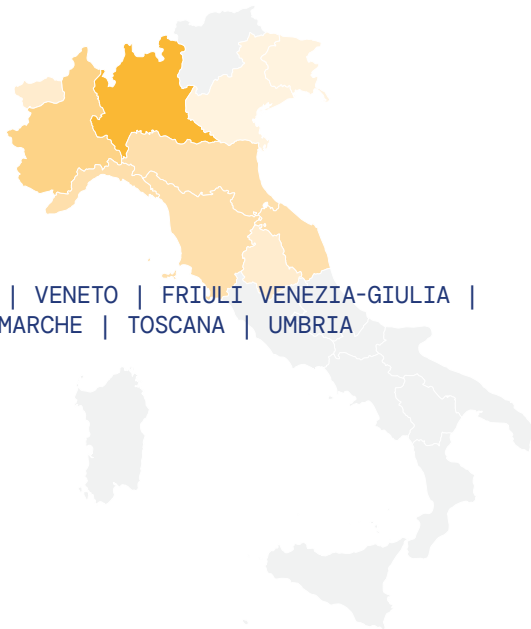 | VENETO | FRIULI VENEZIA-GIULIA |
MARCHE | TOSCANA | UMBRIA